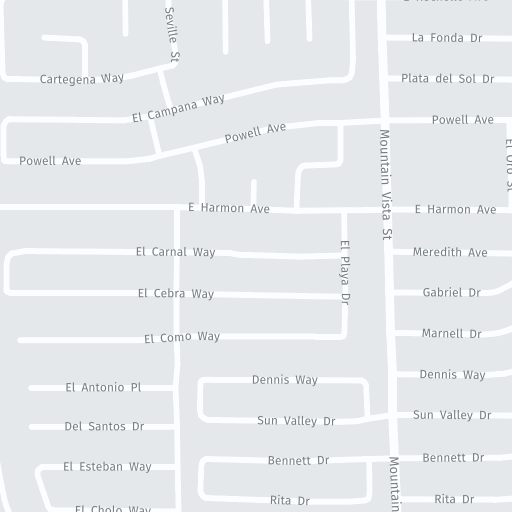 Seville St
La Fonda Dr
Cartegena Way
Plata del Sol Dr
El Campana Way
Powell Ave
Powell Ave
Powell Ave
Mountain Vista St
E Harmon Ave
E Harmon Ave
El Carnal Way
El Playa Dr
Meredith Ave
El Cebra Way
Gabriel Dr
El Como Way
Marnell Dr
El Antonio Pl
Dennis Way
Dennis Way
Del Santos Dr
Sun Valley Dr
Sun Valley Dr
El Esteban Way
Bennett Dr
Bennett Dr
Mountain
El Cholo Way
Rita Dr
Rita Dr